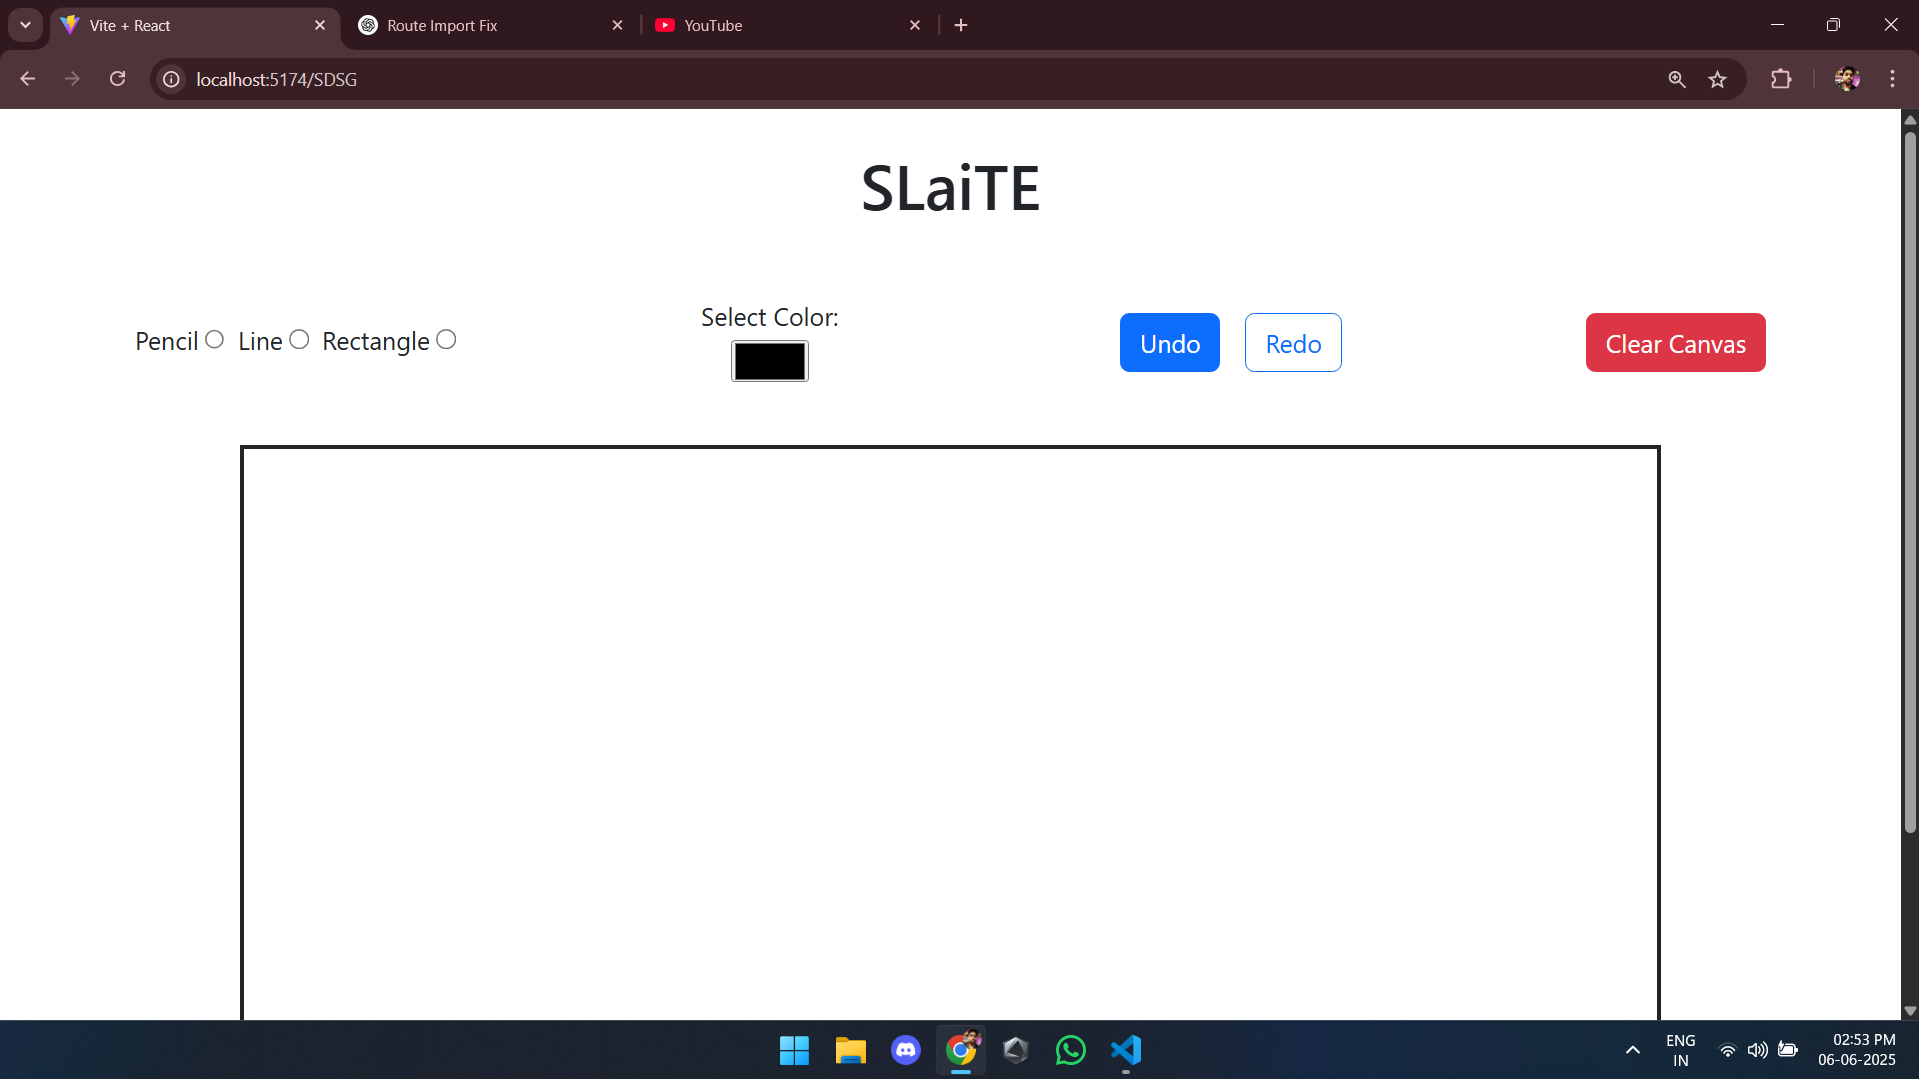 Vite + React
Route Import Fix
YouTube
localhost:5174/SDSG
SLaiTE
Pencil Line Rectangle
Select Color:
Undo
Redo
Clear Canvas
ENG
IN
02:53 PM
06-06-2025